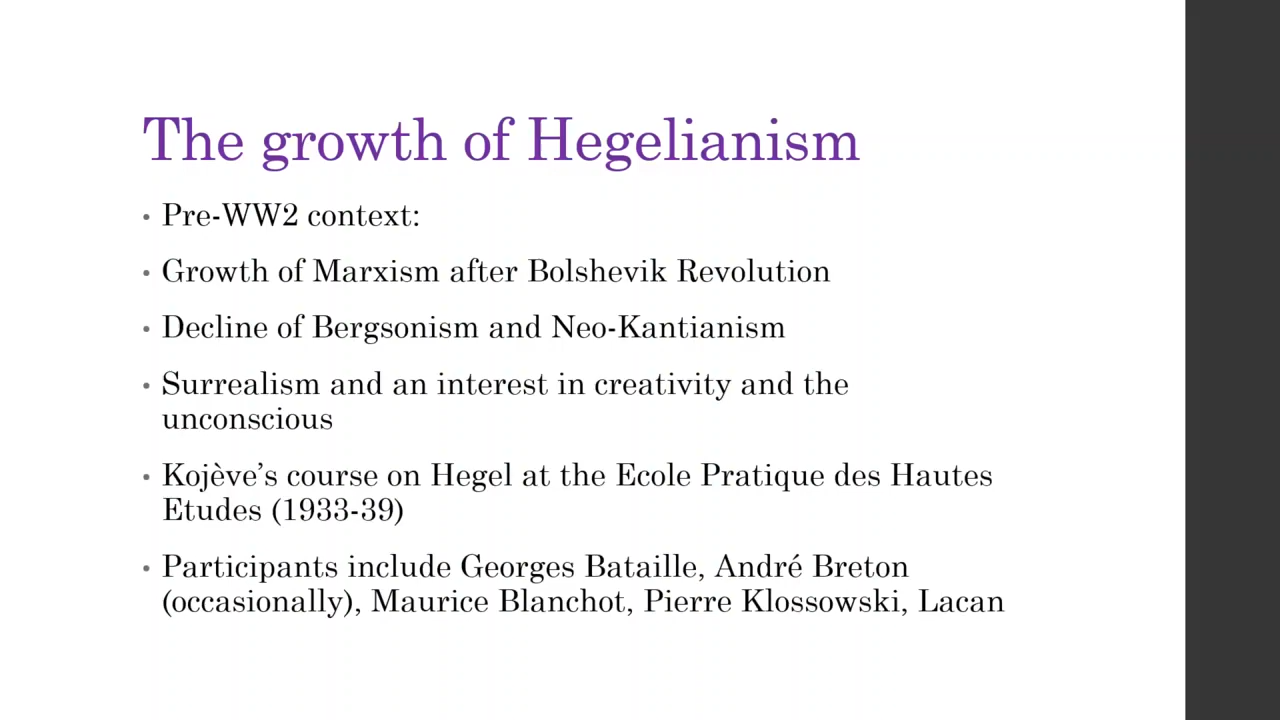 The growth of Hegelianism
• Pre-WW2 context:
• Growth of Marxism after Bolshevik Revolution
• Decline of Bergsonism and Neo-Kantianism
• Surrealism and an interest in creativity and the
unconscious
• Kojève’s course on Hegel at the Ecole Pratique des Hautes
Etudes (1933-39)
• Participants include Georges Bataille, André Breton
(occasionally), Maurice Blanchot, Pierre Klossowski, Lacan